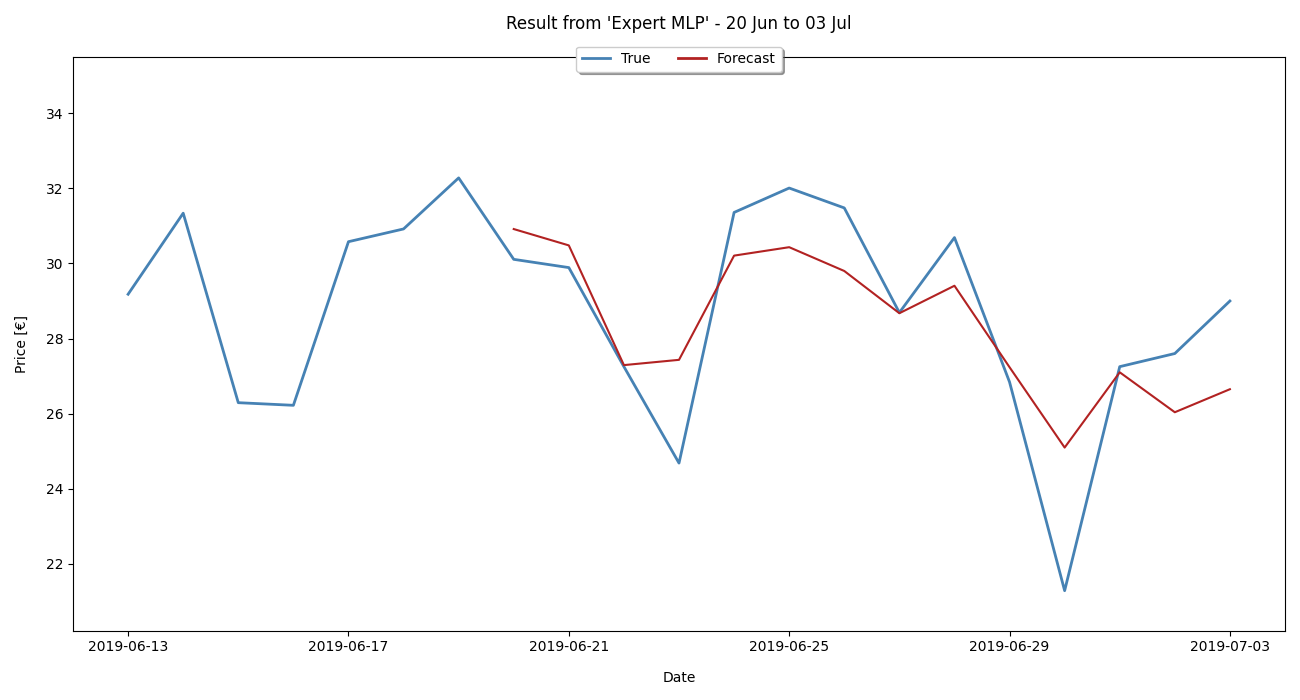 Result from 'Expert MLP' - 20 Jun to 03 Jul
True Forecast
34
32
30
28
26
24
22
Price [€]
2019-06-13 2019-06-17 2019-06-21 2019-06-25 2019-06-29 2019-07-03
Date